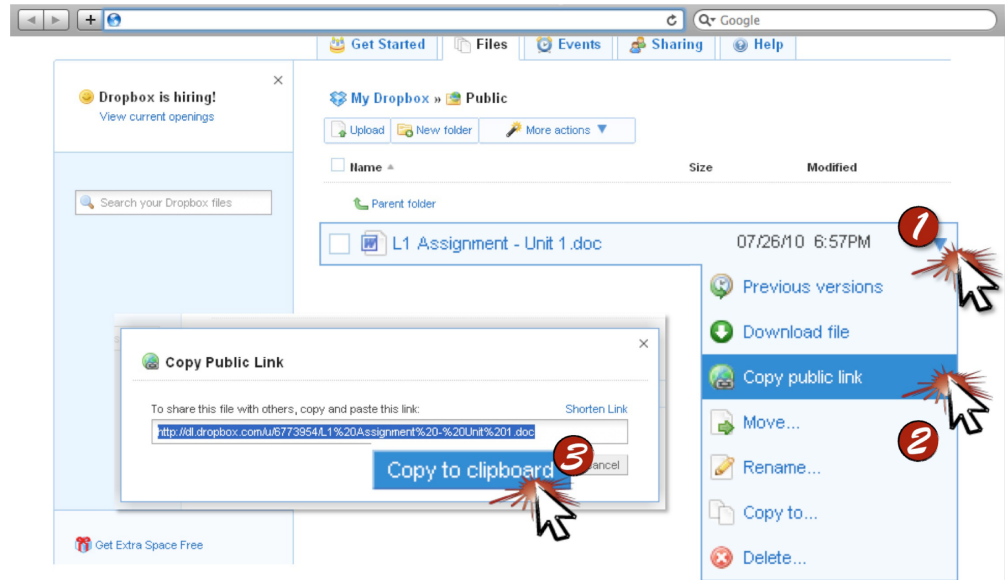 Google
Get Started Files Events Sharing Help
Dropbox is hiring!
View current openings
My Dropbox » Public
Upload New folder More actions ▼
Name Size Modified
Search your Dropbox files
Parent folder
L1 Assignment - Unit 1.doc 07/26/10 6:57PM
1
Previous versions
Download file
Copy public link
2
Move...
Rename...
Copy to...
Delete...
Copy Public Link
To share this file with others, copy and paste this link: Shorten Link
http://dl.dropbox.com/u/6773954/L1%20Assignment%20-%20Unit%201.doc
Copy to clipboard
3
Get Extra Space Free